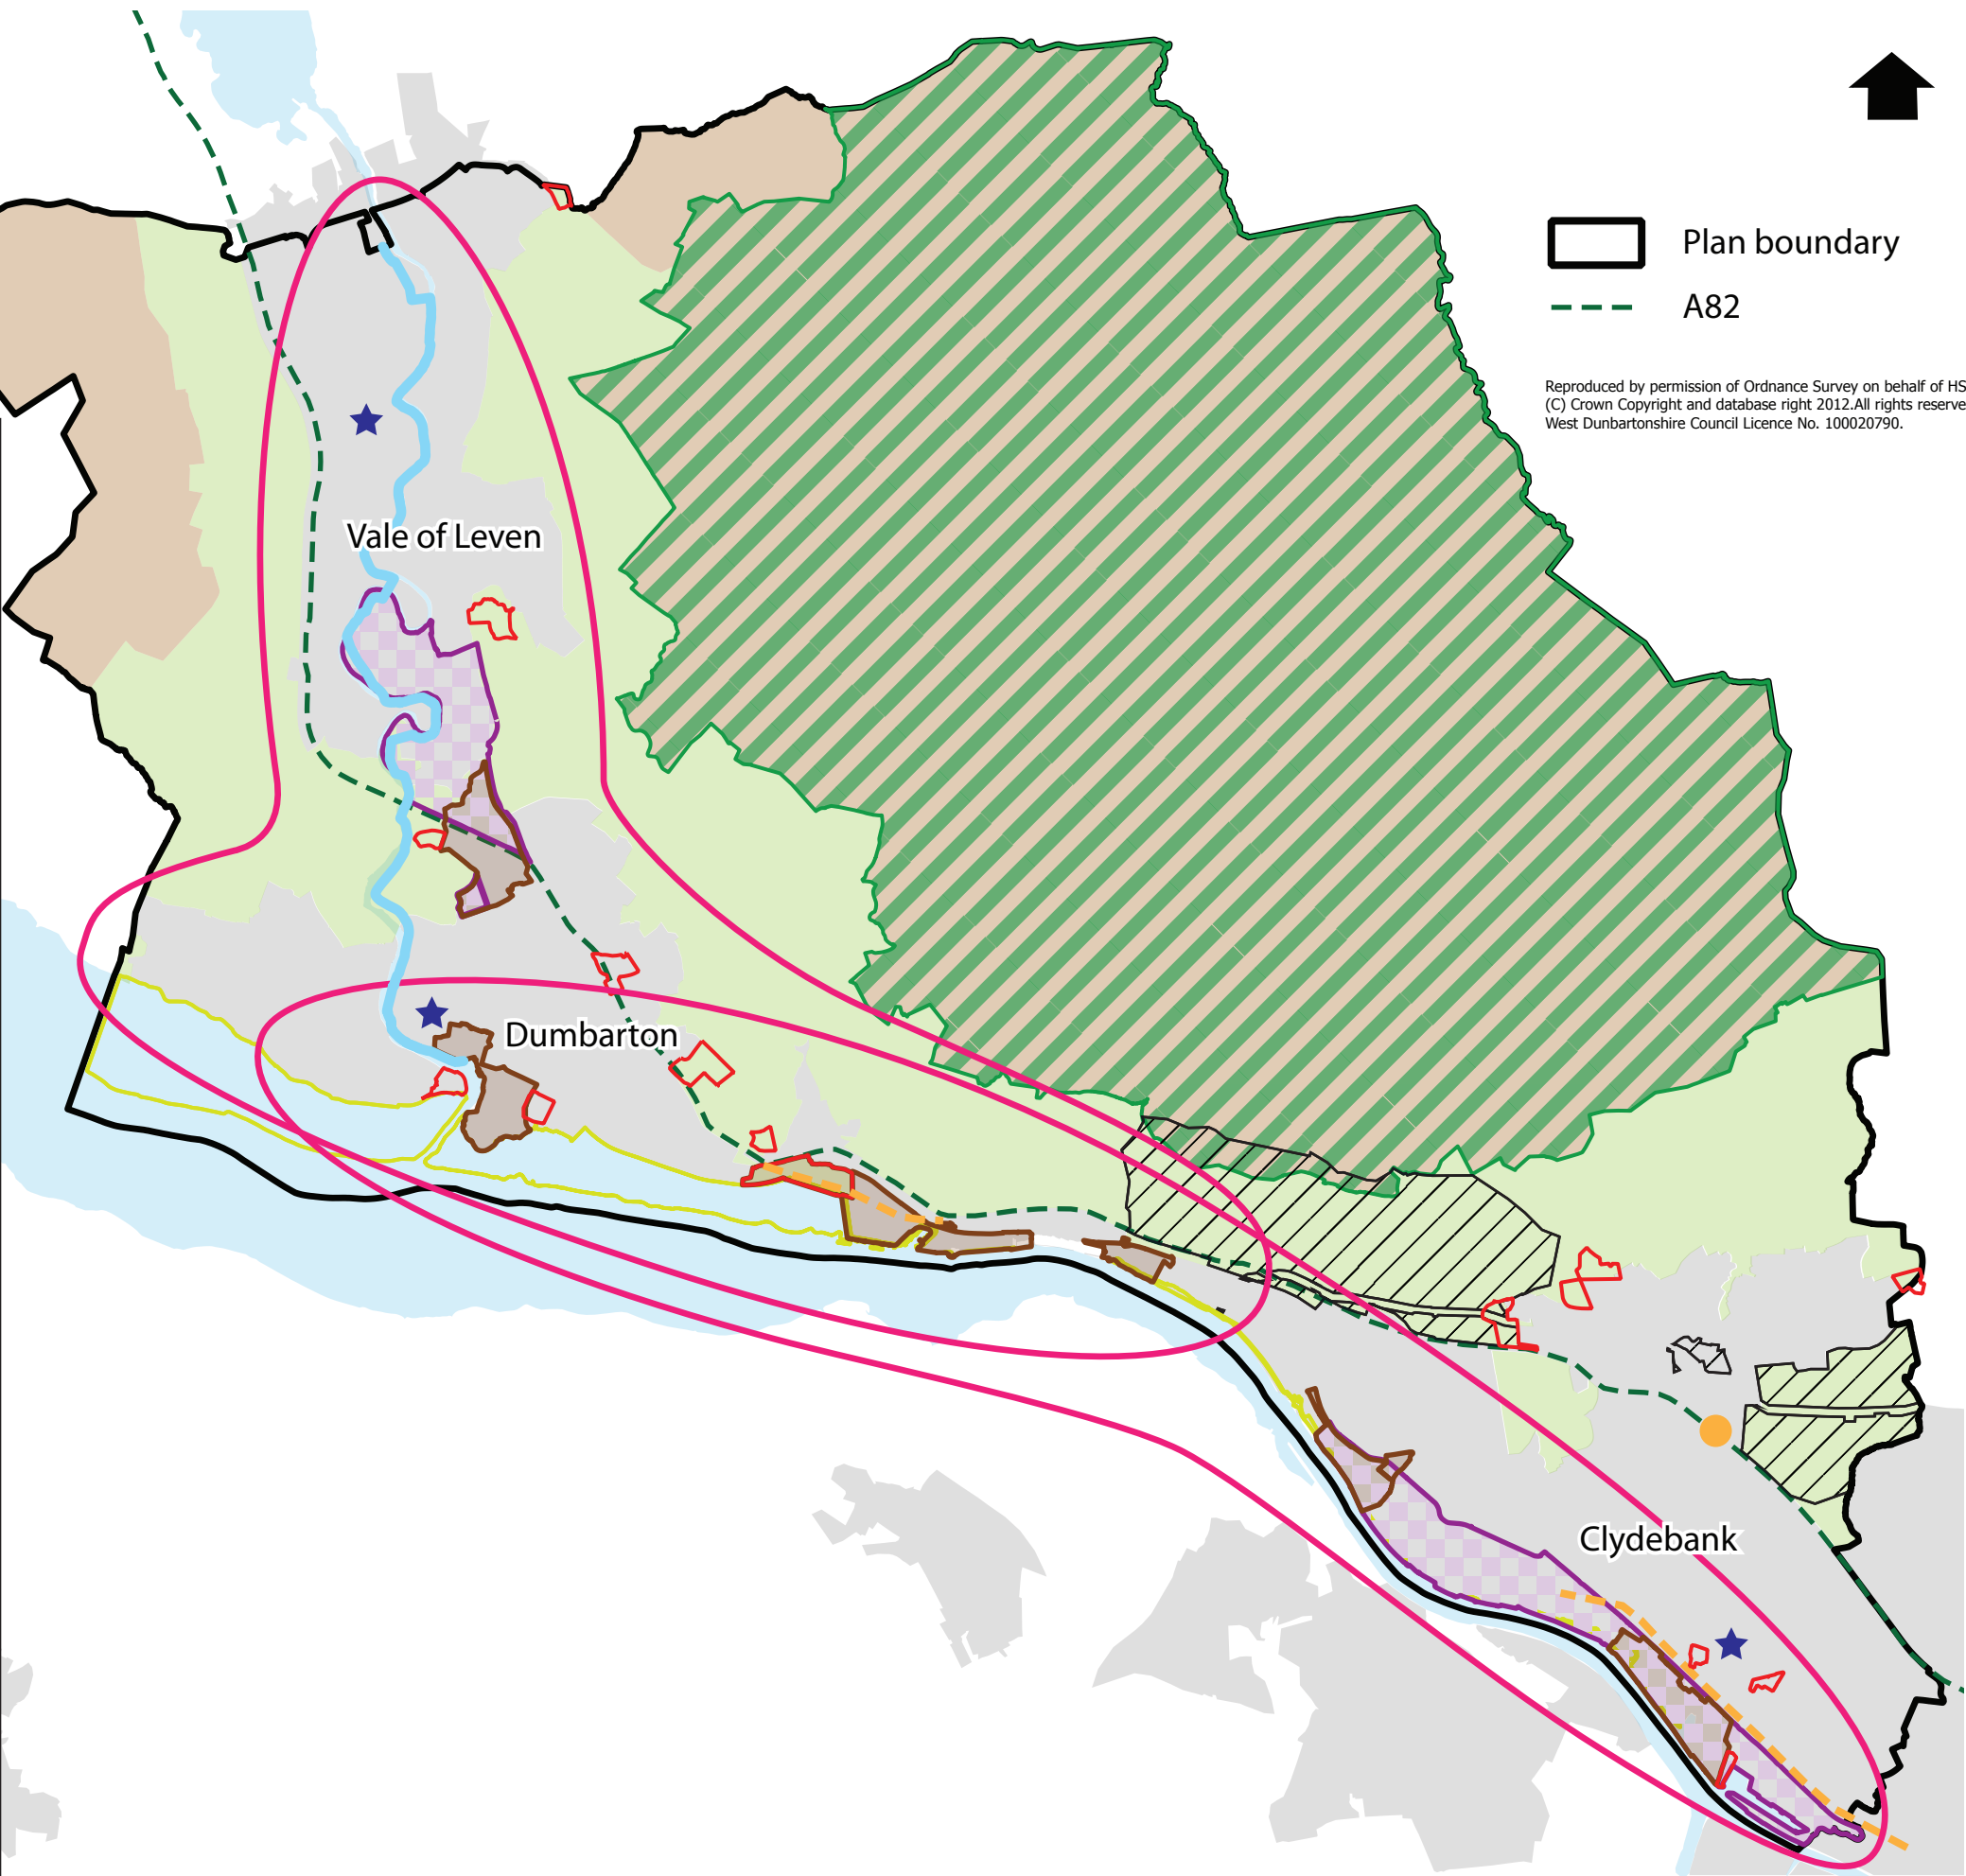 Plan boundary
A82
Reproduced by permission of Ordnance Survey on behalf of HS
(C) Crown Copyright and database right 2012.All rights reserve
West Dunbartonshire Council Licence No. 100020790.
Vale of Leven
Dumbarton
Clydebank